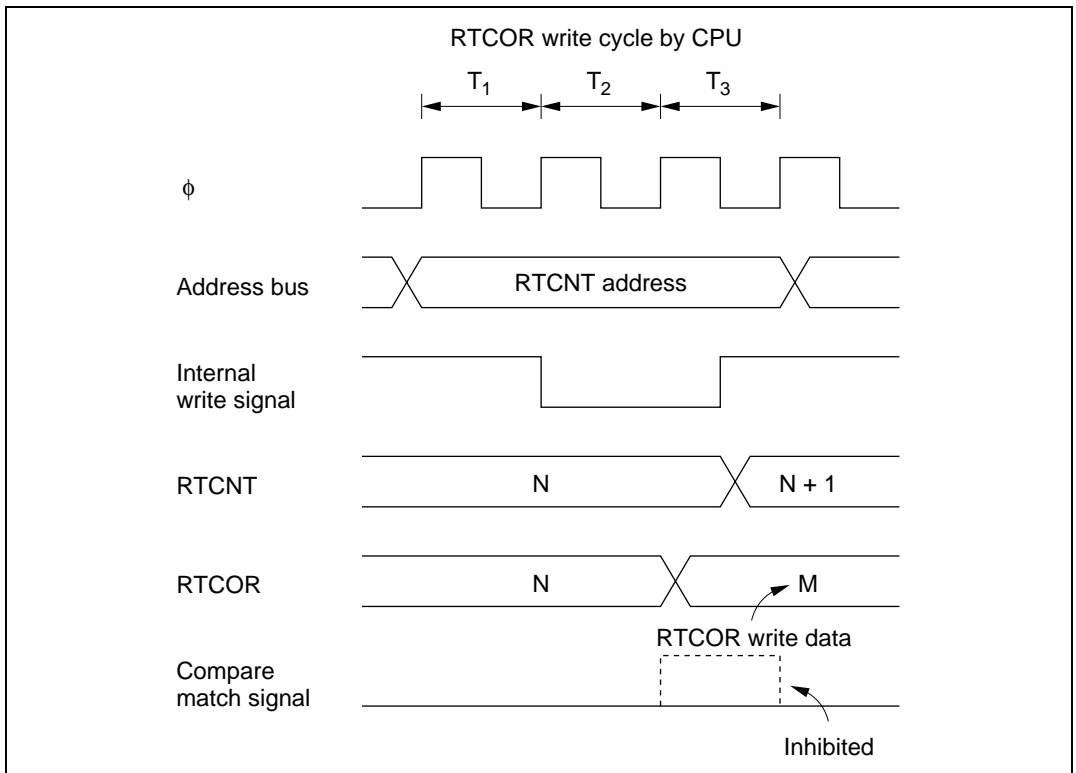 RTCOR write cycle by CPU
T1 T2 T3
φ
Address bus
RTCNT address
Internal
write signal
RTCNT
N
N + 1
RTCOR
N
M
RTCOR write data
Compare
match signal
Inhibited